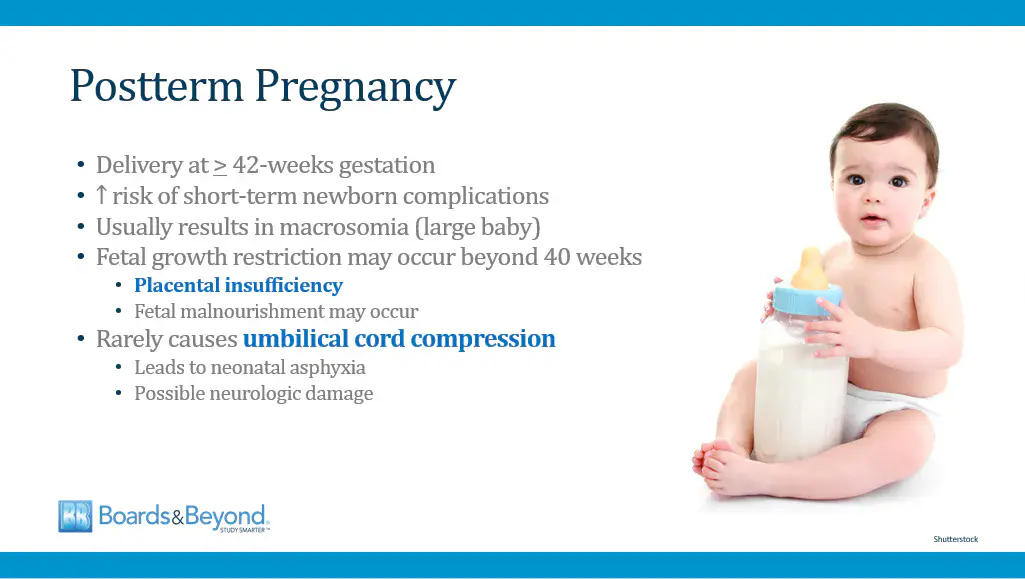 Postterm Pregnancy
• Delivery at ≥ 42-weeks gestation
• ↑ risk of short-term newborn complications
• Usually results in macrosomia (large baby)
• Fetal growth restriction may occur beyond 40 weeks
• Placental insufficiency
• Fetal malnourishment may occur
• Rarely causes umbilical cord compression
• Leads to neonatal asphyxia
• Possible neurologic damage
BB Boards&Beyond®
STUDY SMARTER™
Shutterstock